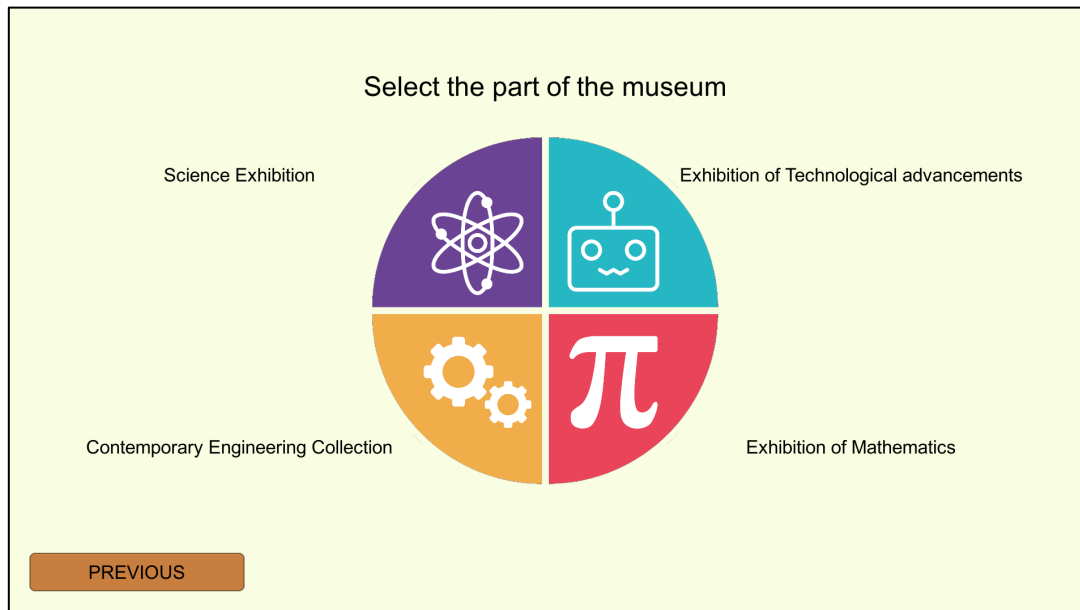 Select the part of the museum
Science Exhibition
Exhibition of Technological advancements
π
Contemporary Engineering Collection
Exhibition of Mathematics
PREVIOUS